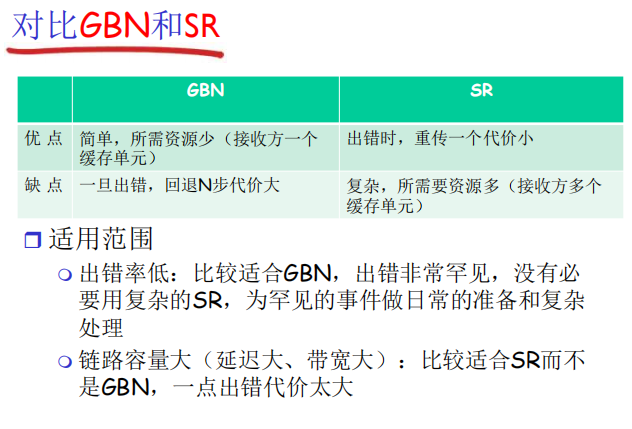 对比GBN和SR
GBN SR
优 点 简单，所需资源少（接收方一个缓存单元） 出错时，重传一个代价小
缺 点 一旦出错，回退N步代价大 复杂，所需要资源多（接收方多个缓存单元）
适用范围
出错率低：比较适合GBN，出错非常罕见，没有必
要用复杂的SR，为罕见的事件做日常的准备和复杂
处理
链路容量大（延迟大、带宽大）：比较适合SR而不
是GBN，一点出错代价太大